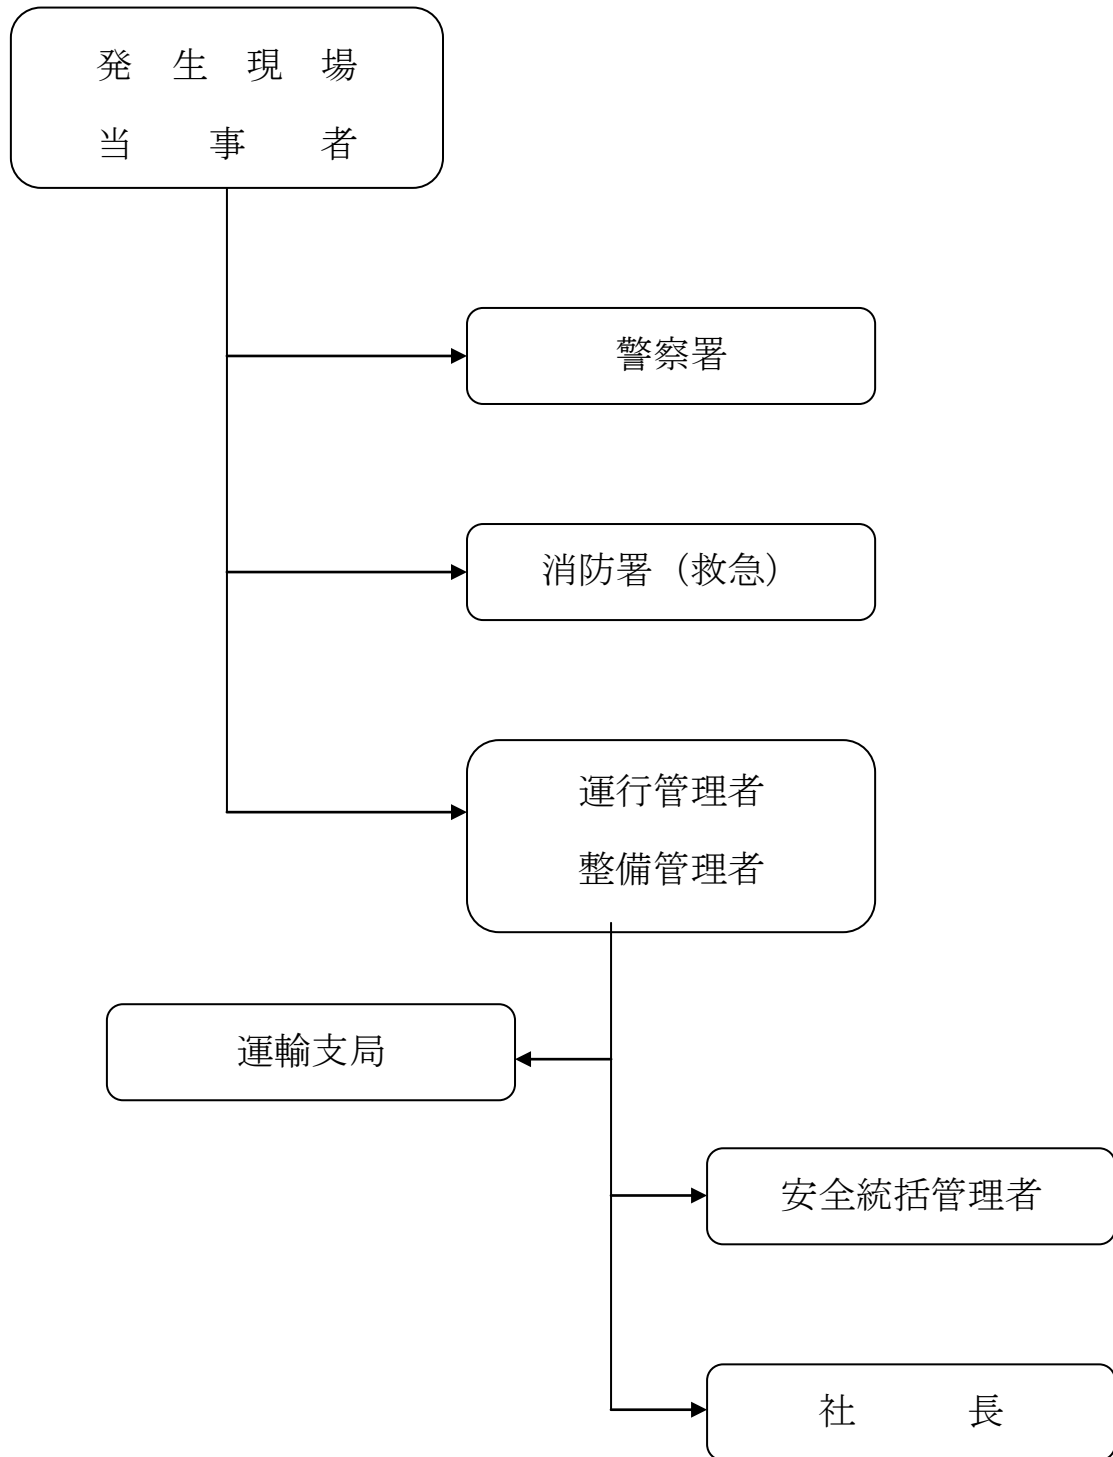 発生現場
当事者
警察署
消防署（救急）
運行管理者
整備管理者
運輸支局
安全統括管理者
社長